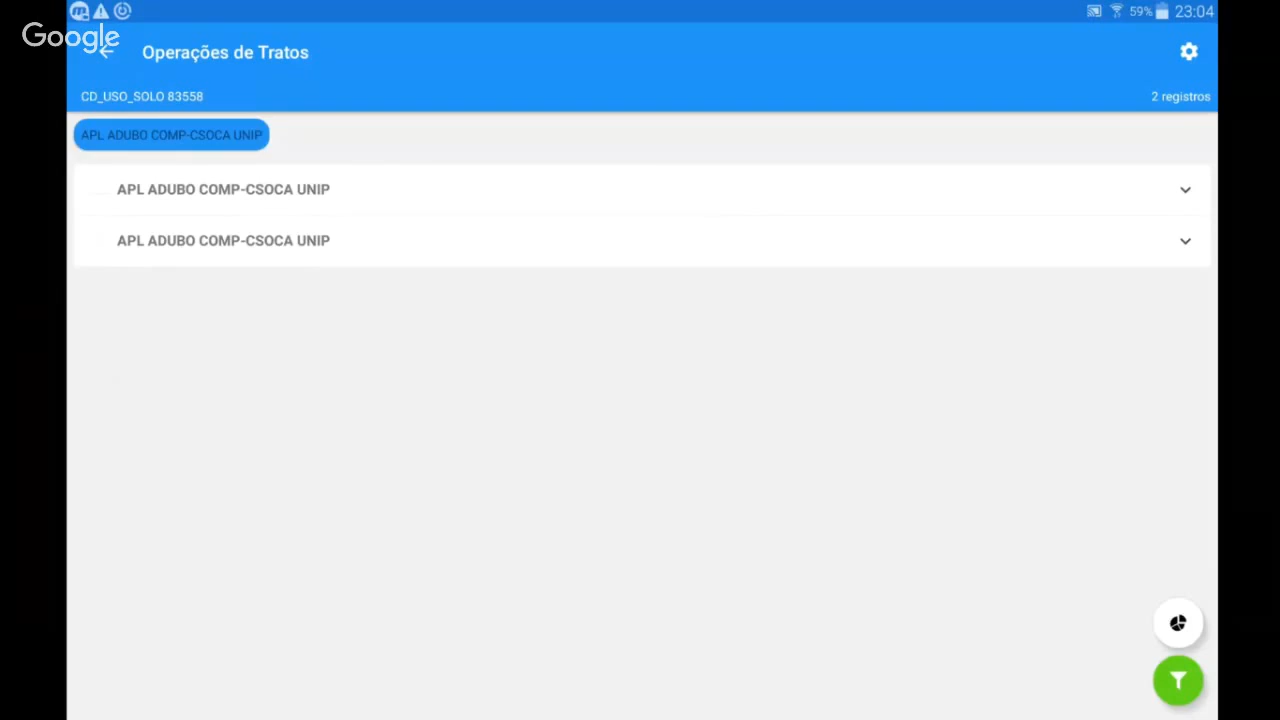 59% 23:04
Google
Operações de Tratos
CD_USO_SOLO 83558
2 registros
APL ADUBO COMP-CSOCA UNIP
APL ADUBO COMP-CSOCA UNIP
APL ADUBO COMP-CSOCA UNIP